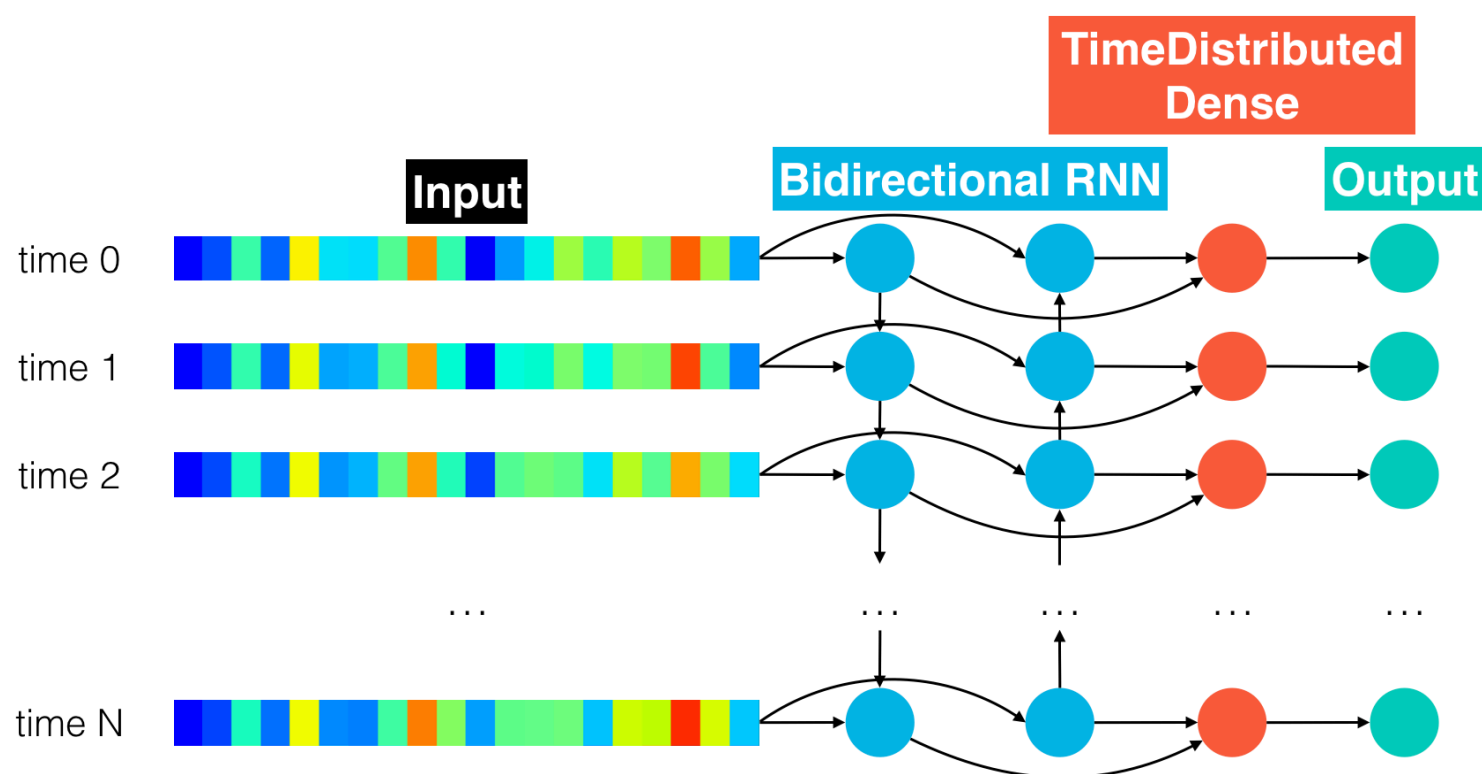 TimeDistributed
Dense
Input
Bidirectional RNN
Output
time 0
time 1
time 2
... ... ... ... ...
time N